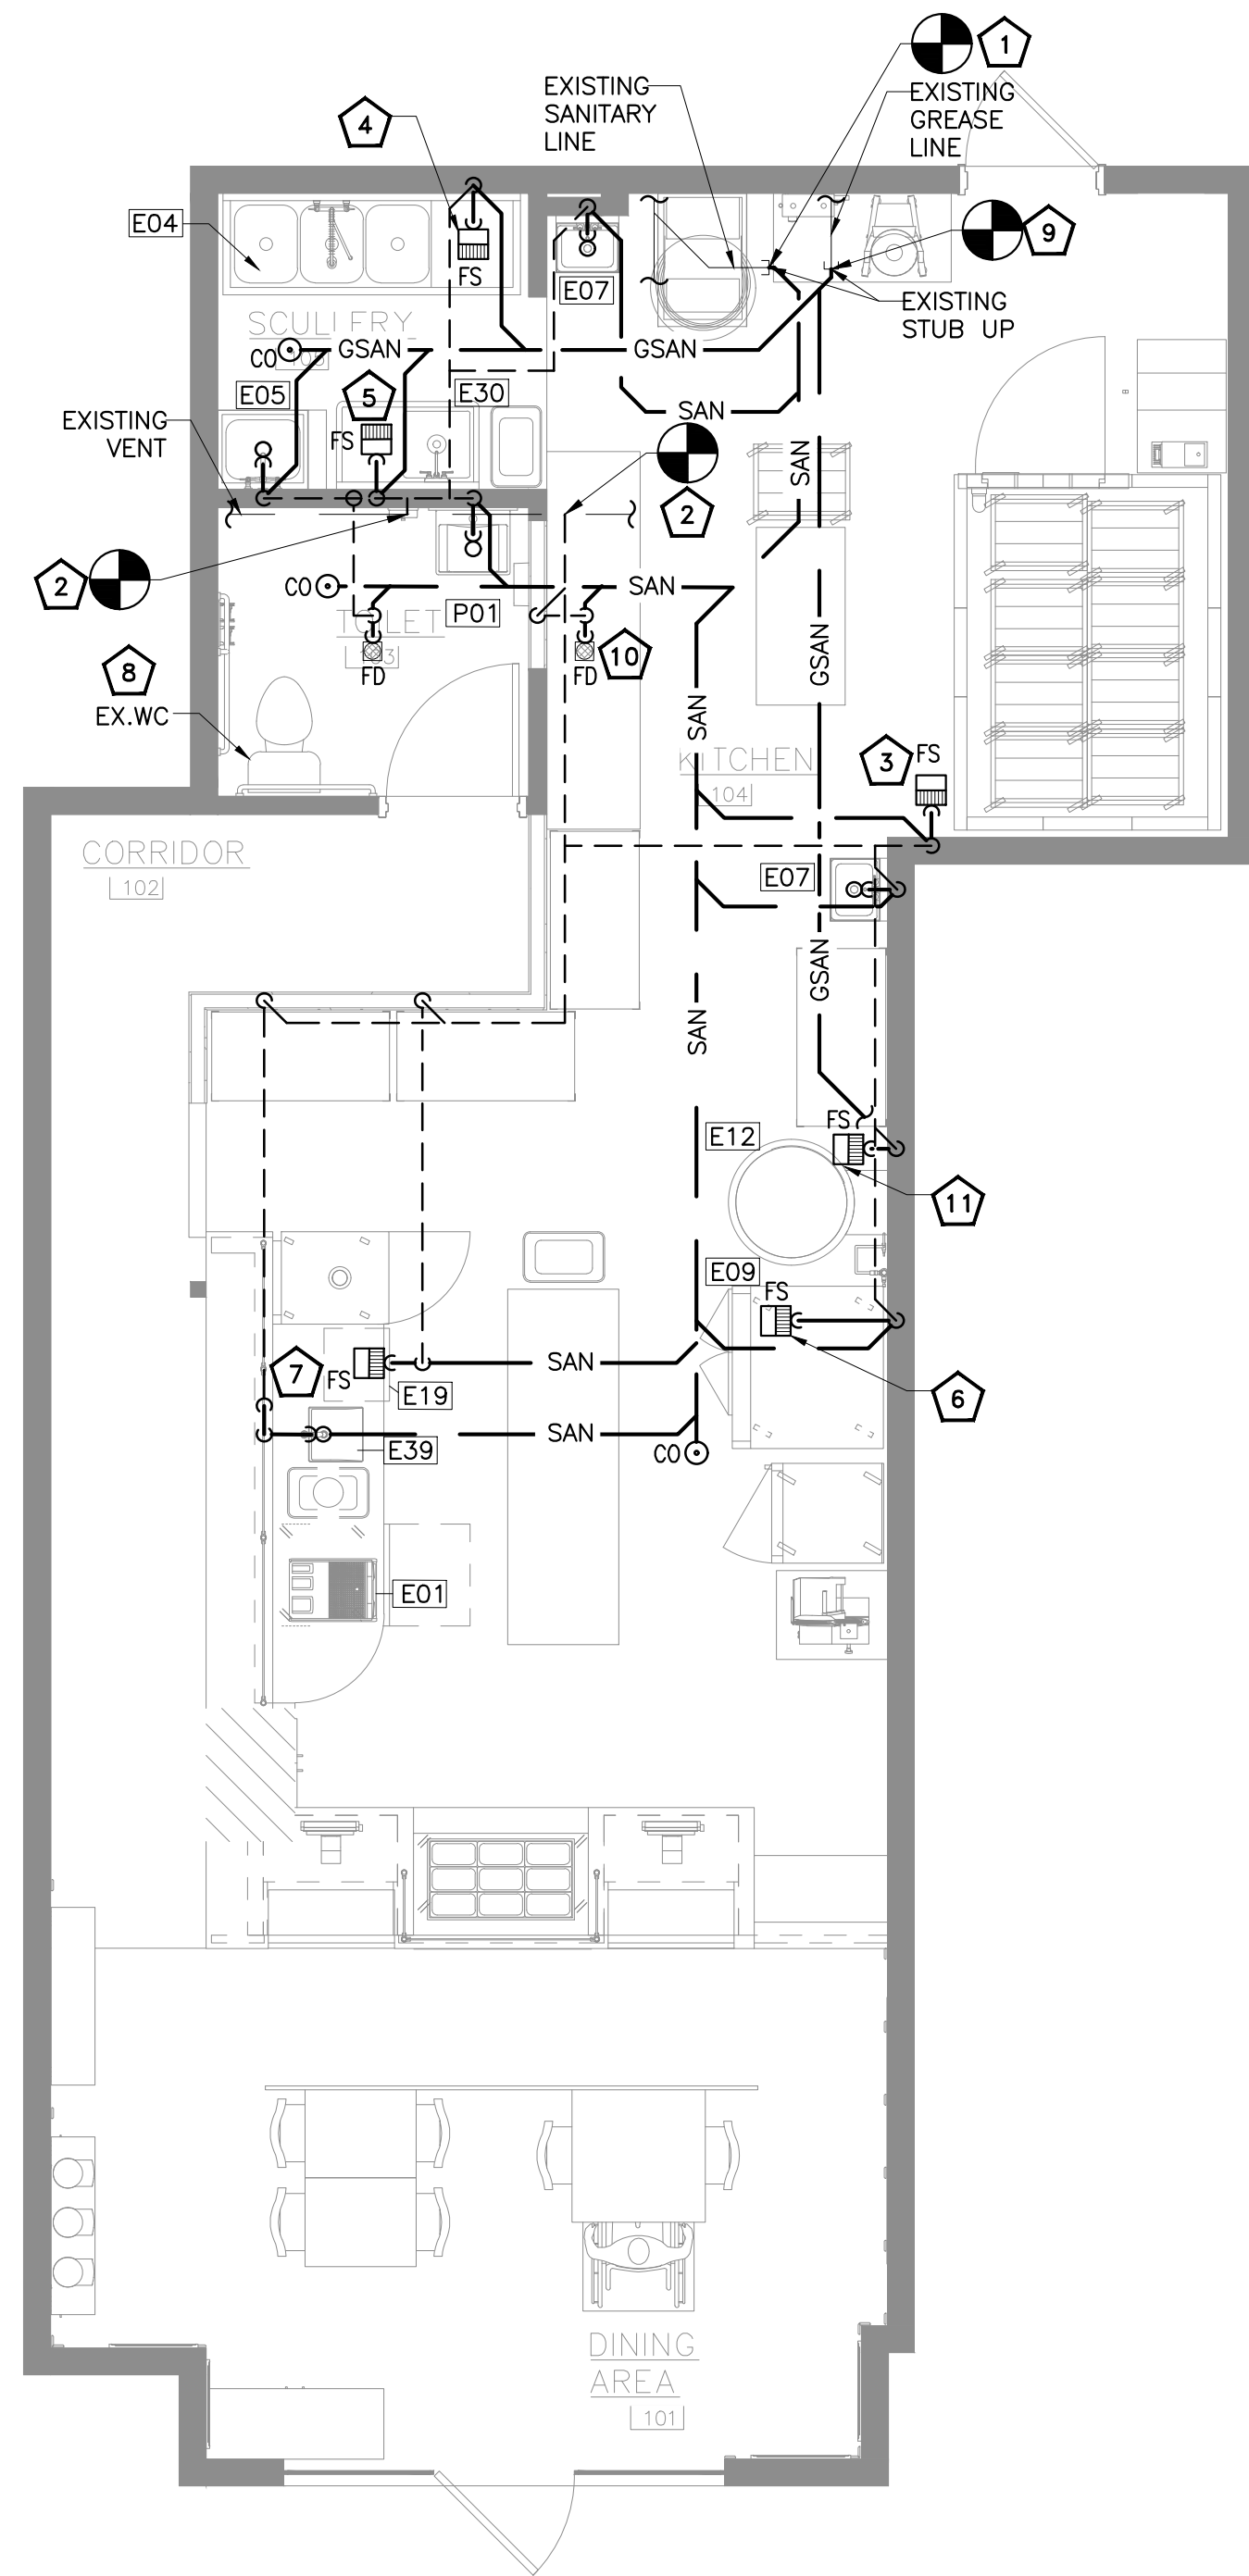 1
EXISTING
SANITARY
LINE
EXISTING
GREASE
LINE
4
E04
9
FS
E07
EXISTING
STUB UP
SCULLERY
105
GSAN
GSAN
CO
E05
5
E30
EXISTING
VENT
FS
SAN
SAN
2
2
CO
SAN
P01
TOILET
103
10
FD
FD
8
GSAN
EX.WC
SAN
3
FS
KITCHEN
104
CORRIDOR
102
E07
GSAN
SAN
FS
E12
11
E09
FS
7
FS
SAN
E19
6
SAN
E39
CO
E01
DINING
AREA
101